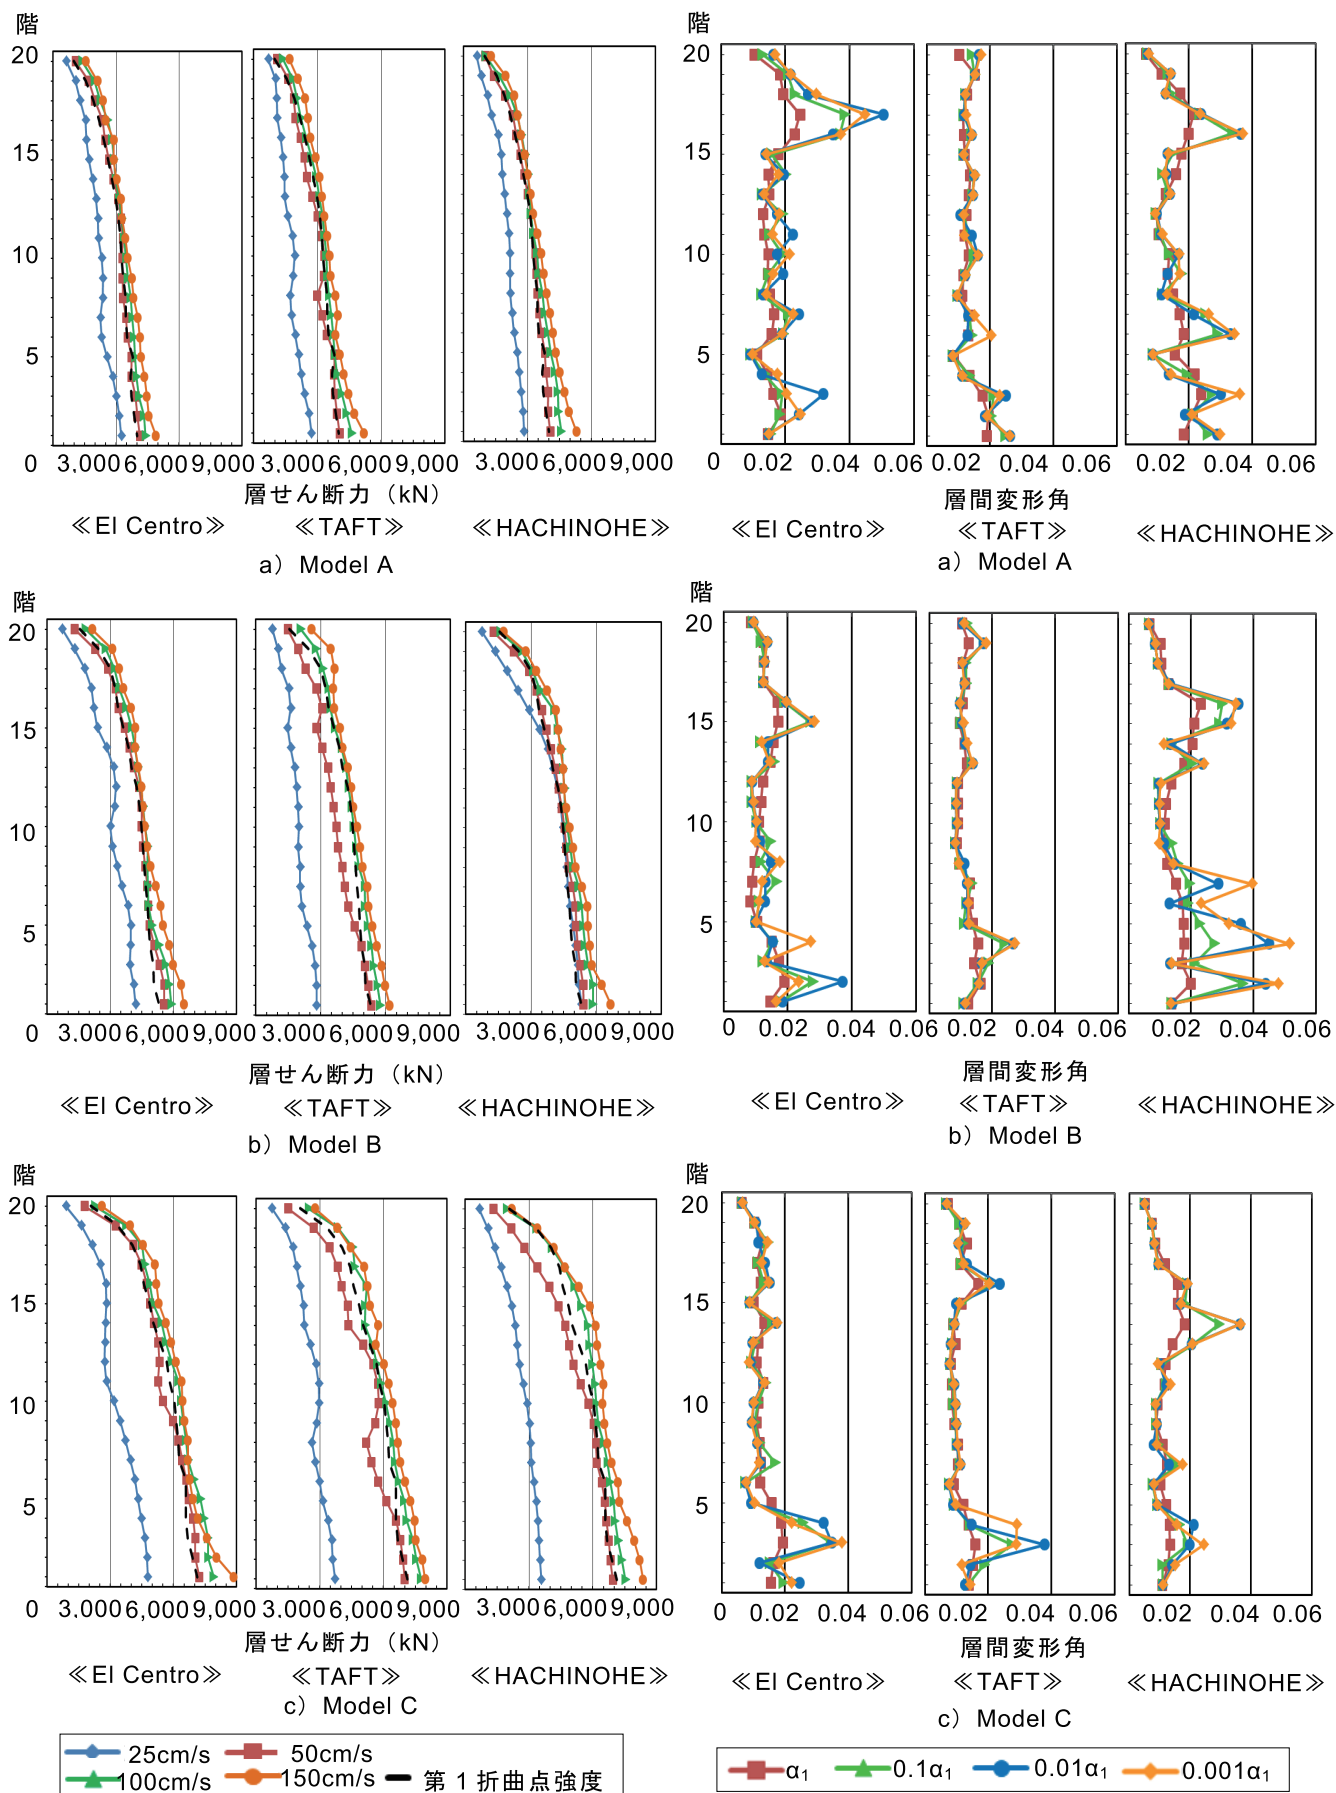 階
20
15
10
5
0
3,000 6,000 9,000
3,000 6,000 9,000
3,000 6,000 9,000
層せん断力（kN）
≪El Centro≫ ≪TAFT≫ ≪HACHINOHE≫
a）Model A
階
20
15
10
5
0 0.02 0.04 0.06
0.02 0.04 0.06
0.02 0.04 0.06
層間変形角
≪El Centro≫ ≪TAFT≫ ≪HACHINOHE≫
a）Model A
階
20
15
10
5
0
3,000 6,000 9,000
3,000 6,000 9,000
3,000 6,000 9,000
層せん断力（kN）
≪El Centro≫ ≪TAFT≫ ≪HACHINOHE≫
b）Model B
階
20
15
10
5
0 0.02 0.04 0.06
0.02 0.04 0.06
0.02 0.04 0.06
層間変形角
≪El Centro≫ ≪TAFT≫ ≪HACHINOHE≫
b）Model B
階
20
15
10
5
0
3,000 6,000 9,000
3,000 6,000 9,000
3,000 6,000 9,000
層せん断力（kN）
≪El Centro≫ ≪TAFT≫ ≪HACHINOHE≫
c）Model C
階
20
15
10
5
0 0.02 0.04 0.06
0.02 0.04 0.06
0.02 0.04 0.06
層間変形角
≪El Centro≫ ≪TAFT≫ ≪HACHINOHE≫
c）Model C
25cm/s 50cm/s
100cm/s 150cm/s 第1折曲点強度
α₁ 0.1α₁ 0.01α₁ 0.001α₁